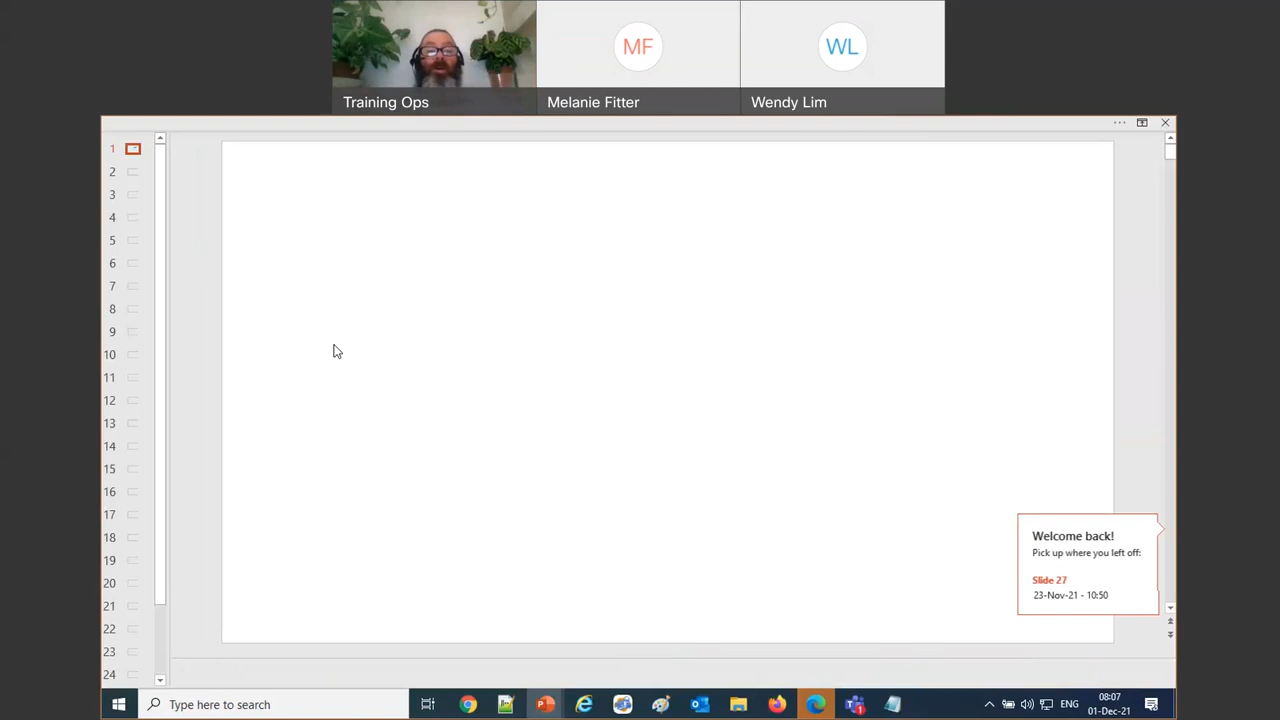 MF
WL
Training Ops
Melanie Fitter
Wendy Lim
1
2
3
4
5
6
7
8
9
10
11
12
13
14
15
16
17
18
19
20
21
22
23
24
Welcome back!
Pick up where you left off:
Slide 27
23-Nov-21 - 10:50
Type here to search
ENG
08:07
01-Dec-21